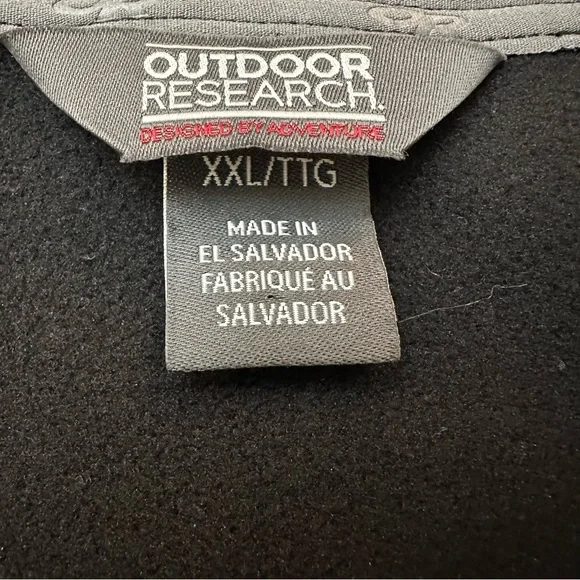 OUTDOOR
RESEARCH
DESIGNED BY ADVENTURE
XXL/TTG
MADE IN
EL SALVADOR
FABRIQUÉ AU
SALVADOR